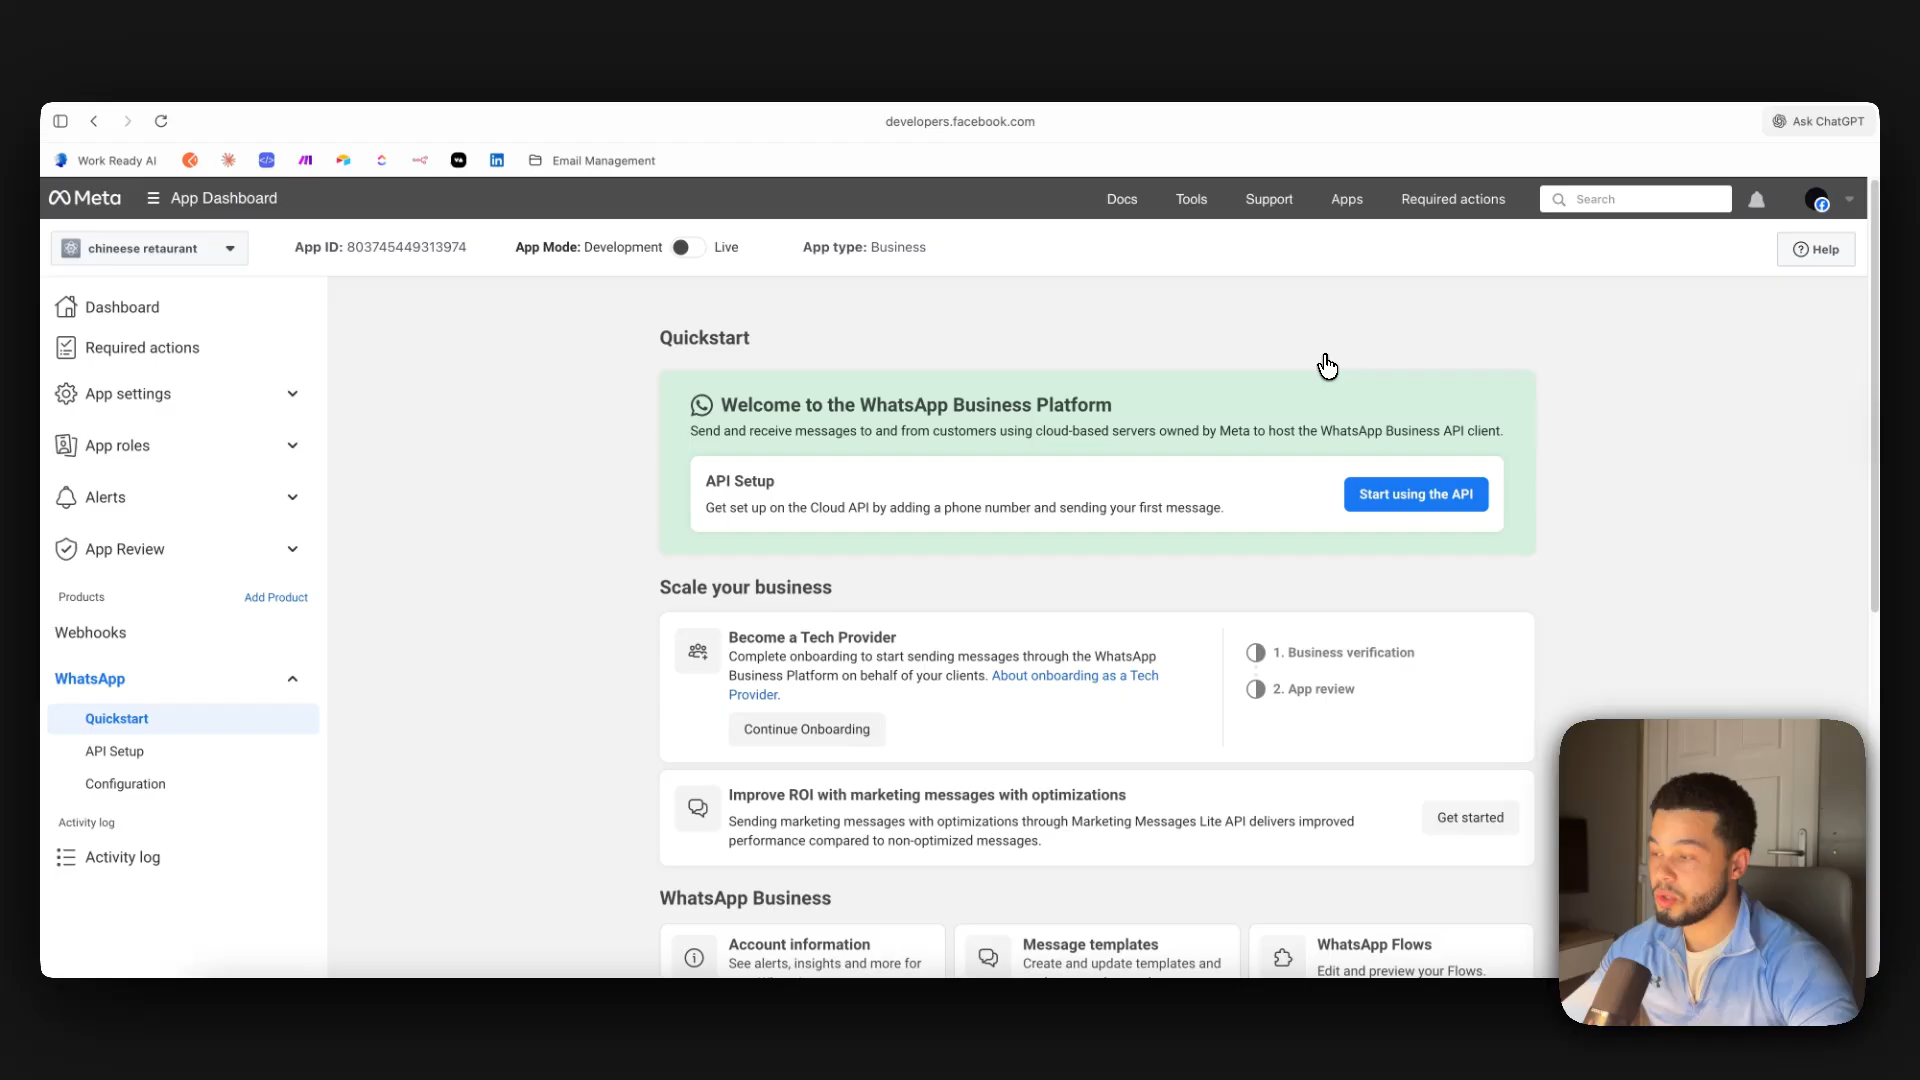 developers.facebook.com
Ask ChatGPT
Work Ready AI
Email Management
Meta
App Dashboard
Docs
Tools
Support
Apps
Required actions
Search
chineese retaurant
App ID: 803745449313974
App Mode: Development
Live
App type: Business
Help
Dashboard
Required actions
App settings
App roles
Alerts
App Review
Products
Add Product
Webhooks
WhatsApp
Quickstart
API Setup
Configuration
Activity log
Activity log
Quickstart
Welcome to the WhatsApp Business Platform
Send and receive messages to and from customers using cloud-based servers owned by Meta to host the WhatsApp Business API client.
API Setup
Get set up on the Cloud API by adding a phone number and sending your first message.
Start using the API
Scale your business
Become a Tech Provider
Complete onboarding to start sending messages through the WhatsApp
Business Platform on behalf of your clients. About onboarding as a Tech
Provider.
Continue Onboarding
1. Business verification
2. App review
Improve ROI with marketing messages with optimizations
Sending marketing messages with optimizations through Marketing Messages Lite API delivers improved
performance compared to non-optimized messages.
Get started
WhatsApp Business
Account information
See alerts, insights and more for
Message templates
Create and update templates and
WhatsApp Flows
Edit and preview your Flows.